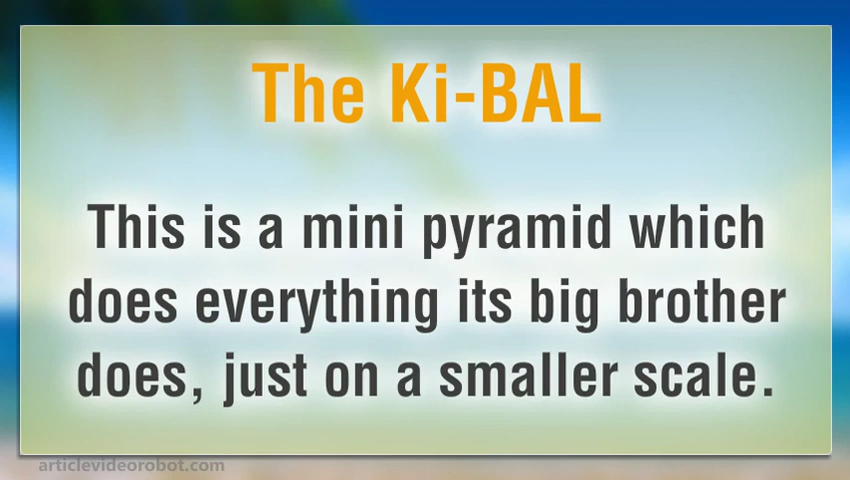 The Ki-BAL
This is a mini pyramid which
does everything its big brother
does, just on a smaller scale.
articlevideorobot.com